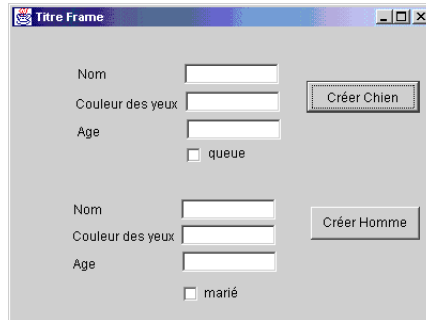 Titre Frame
Nom
Couleur des yeux
Créer Chien
Age
queue
Nom
Couleur des yeux
Créer Homme
Age
marié